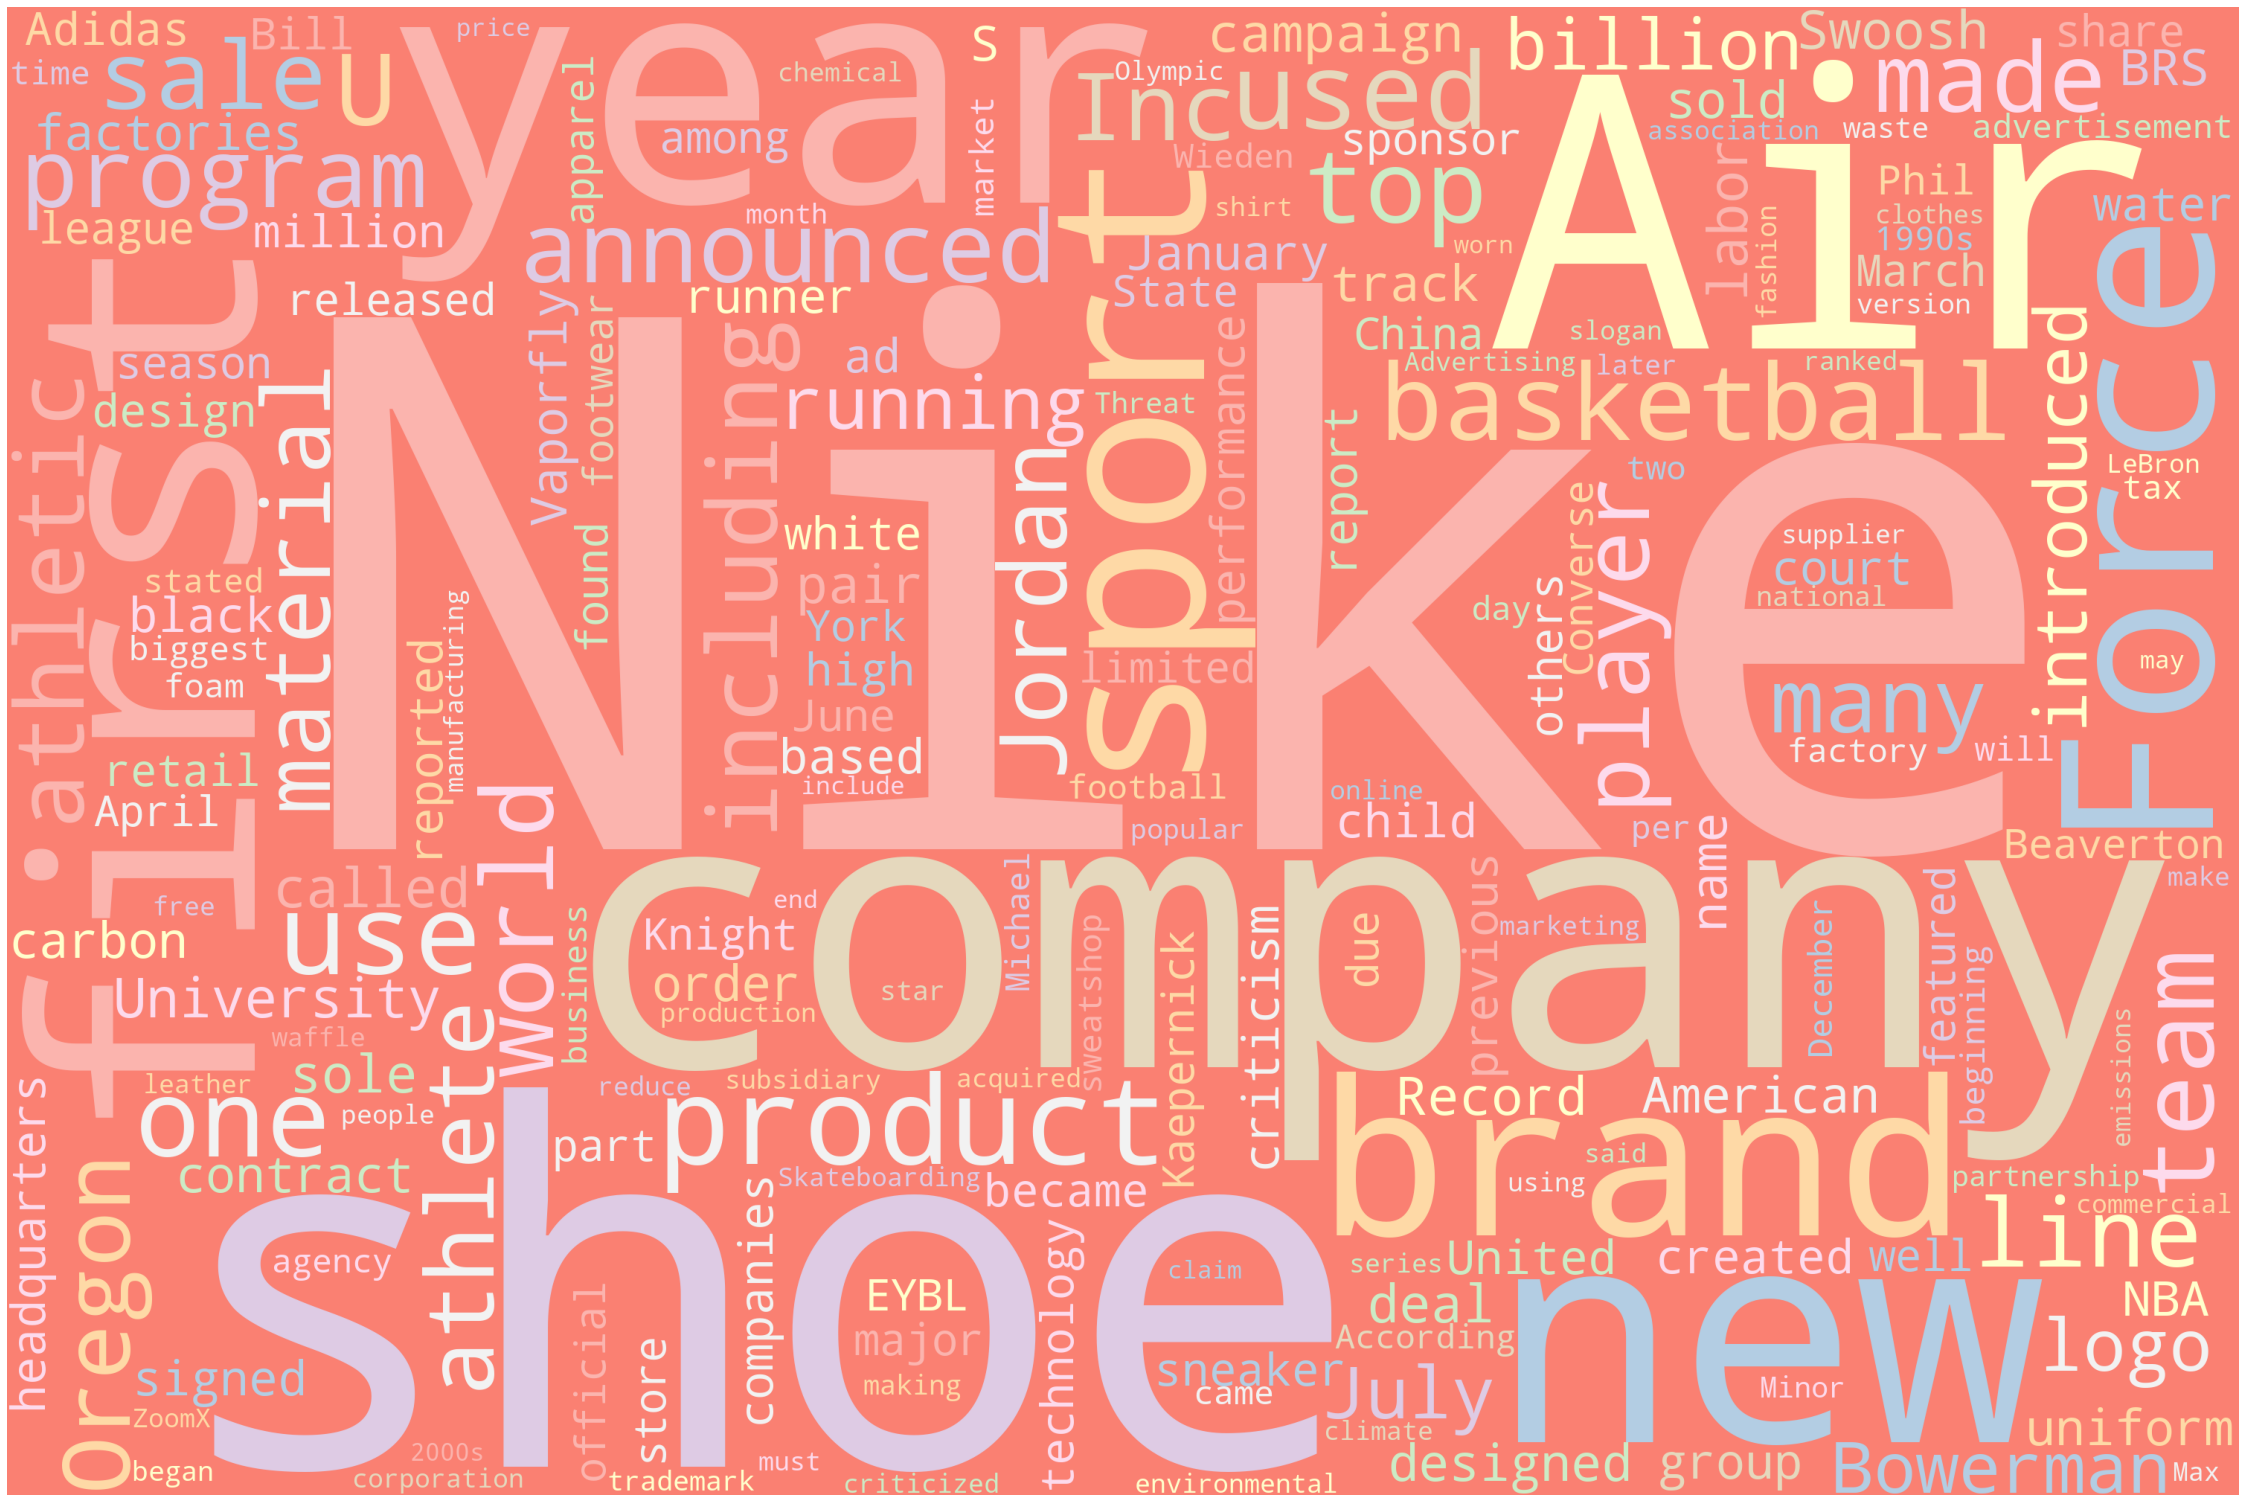 Adidas
Bill
year
price
S
campaign
billion
Swoosh
share
time
sale
U
apparel
chemical
Olympic
Inc
used
Air
sold
made
BRS
factories
among
market
sponsor
association
waste
advertisement
program
Wieden
top
labor
Phil
water
league
million
month
shirt
clothes
announced
January
worn
fashion
1990s
March
Force
athletic
first
released
Vaporfly
footwear
runner
State
track
version
season
material
Nike
including
ad
sport
performance
China
slogan
Advertising
later
ranked
introduced
design
running
Threat
basketball
Jordan
report
two
LeBron
tax
found
white
player
Converse
supplier
stated
pair
court
national
black
manufacturing
York
day
others
biggest
reported
high
limited
many
may
foam
June
retail
based
factory
will
April
include
football
online
World
popular
child
per
name
Beaverton
called
company
previous
featured
make
free
use
athlete
business
Knight
end
Michael
sweatshop
Kaepernick
criticism
due
marketing
December
beginning
team
carbon
order
star
University
production
emissions
waffle
headquarters
leather
sole
reduce
subsidiary
acquired
Record
American
one
people
product
brand
Oregon
contract
part
Skateboarding
became
said
using
partnership
commercial
shoe
companies
technology
line
agency
official
store
claim
series
United
created
well
EYBL
deal
new
NBA
major
According
logo
signed
making
sneaker
came
July
Minor
ZoomX
climate
uniform
began
2000s
corporation
trademark
must
criticized
environmental
designed
group
Bowerman
Max